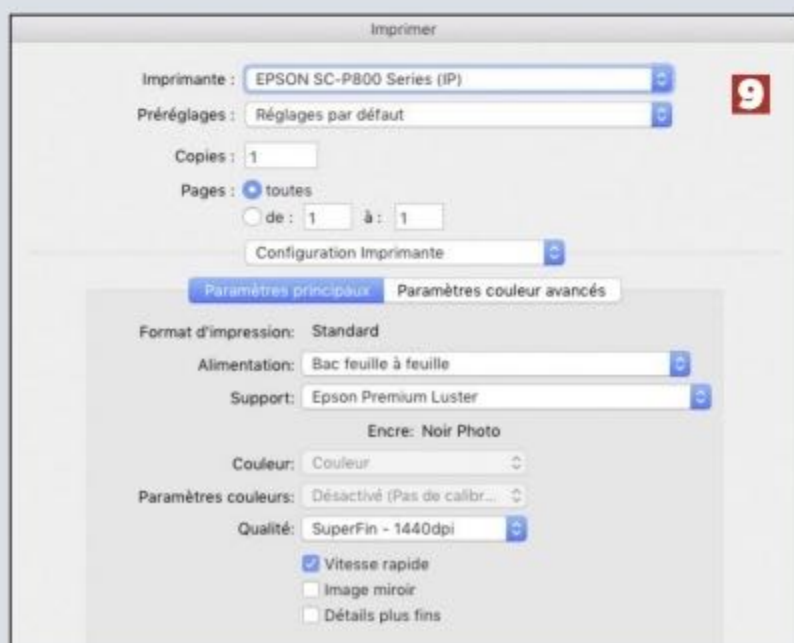 Imprimer
Imprimante : EPSON SC-P800 Series (IP)
9
Préréglages : Réglages par défaut
Copies : 1
Pages : toutes
de : 1 à : 1
Configuration Imprimante
Paramètres principaux Paramètres couleur avancés
Format d'impression: Standard
Alimentation: Bac feuille à feuille
Support: Epson Premium Luster
Encre: Noir Photo
Couleur: Couleur
Paramètres couleurs: Désactivé (Pas de calibr...
Qualité: SuperFin - 1440dpi
Vitesse rapide
Image miroir
Détails plus fins